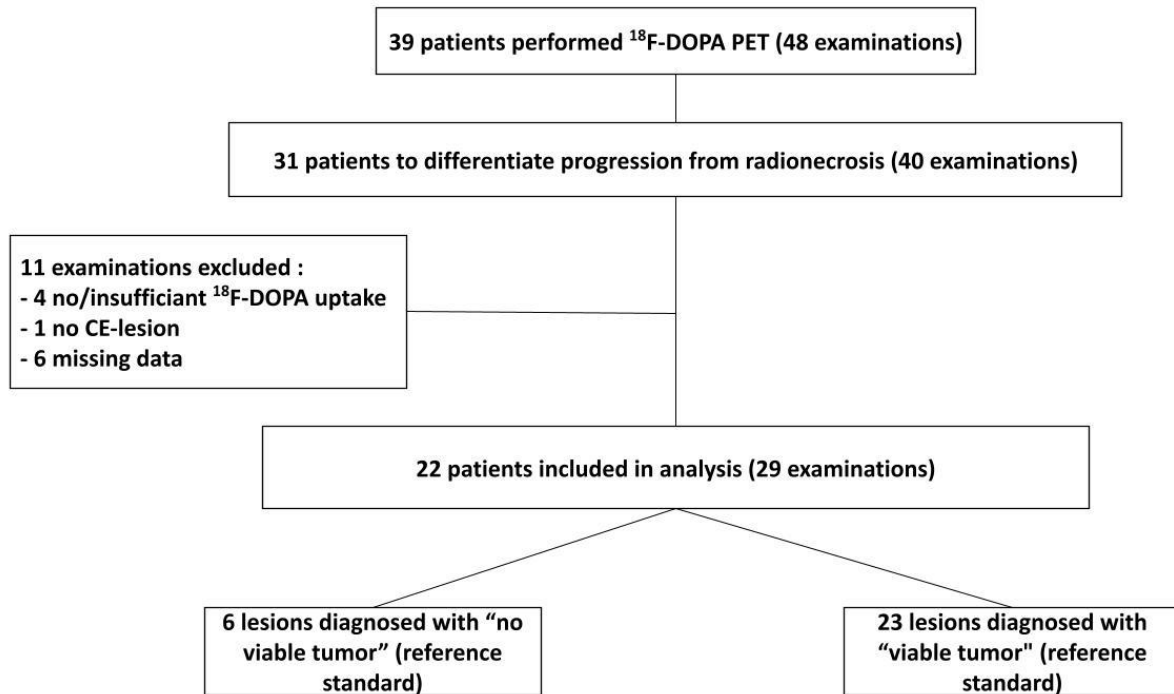 39 patients performed ¹⁸F-DOPA PET (48 examinations)
31 patients to differentiate progression from radionecrosis (40 examinations)
11 examinations excluded :
- 4 no/insufficiant ¹⁸F-DOPA uptake
- 1 no CE-lesion
- 6 missing data
22 patients included in analysis (29 examinations)
6 lesions diagnosed with “no
viable tumor” (reference
standard)
23 lesions diagnosed with
“viable tumor" (reference
standard)